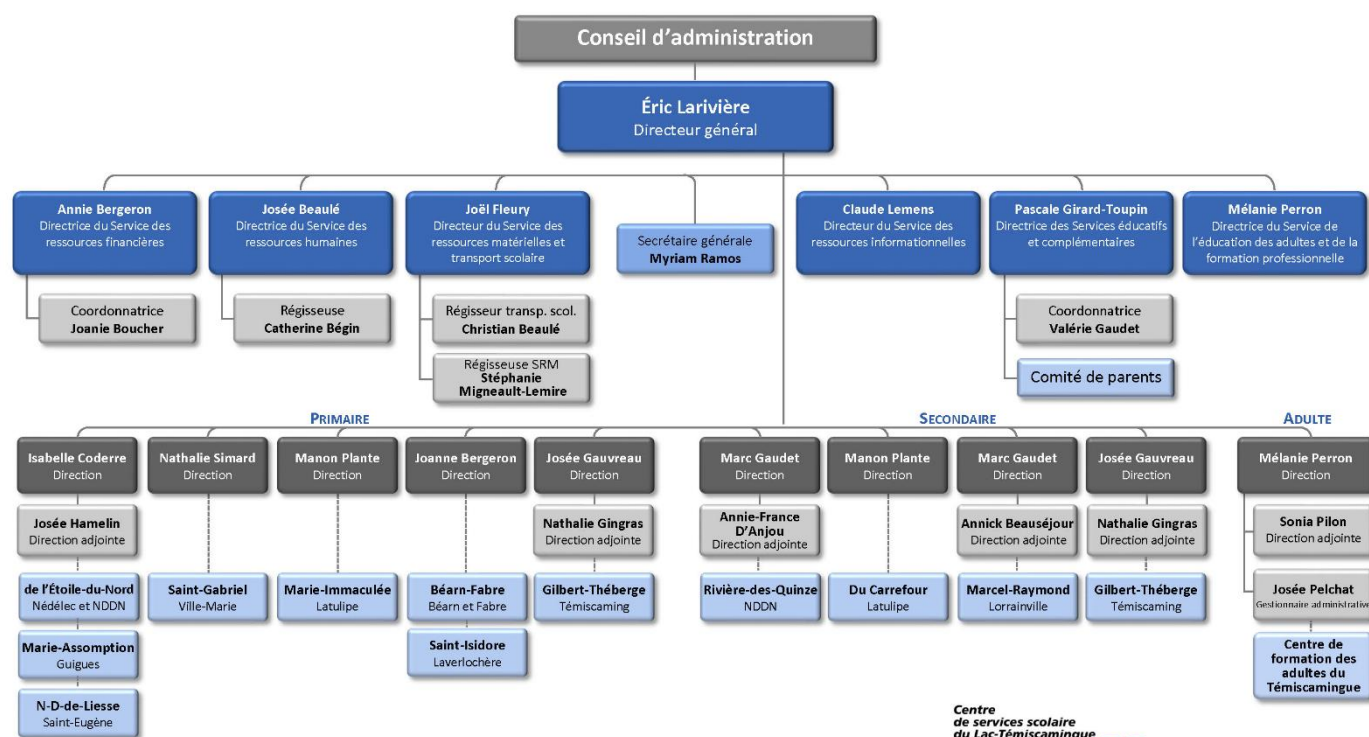 Conseil d'administration
Éric Larivière
Directeur général
Annie Bergeron
Directrice du Service des
ressources financières
Josée Beaulé
Directrice du Service des
ressources humaines
Joël Fleury
Directeur du Service des
ressources matérielles et
transport scolaire
Secrétaire générale
Myriam Ramos
Claude Lemens
Directeur du Service des
ressources informationnelles
Pascale Girard-Toupin
Directrice des Services éducatifs
et complémentaires
Mélanie Perron
Directrice du Service de
l'éducation des adultes et de la
formation professionnelle
Coordonnatrice
Joanie Boucher
Régisseuse
Catherine Bégin
Régisseur transp. scol.
Christian Beaulé
Régisseuse SRM
Stéphanie
Migneault-Lemire
Coordonnatrice
Valérie Gaudet
Comité de parents
PRIMAIRE
SECONDAIRE
ADULTE
Isabelle Coderre
Direction
Josée Hamelin
Direction adjointe
de l'Étoile-du-Nord
Nédélec et NDDN
Marie-Assomption
Guigues
N-D-de-Liesse
Saint-Eugène
Nathalie Simard
Direction
Saint-Gabriel
Ville-Marie
Manon Plante
Direction
Marie-Immaculée
Latulipe
Joanne Bergeron
Direction
Béarn-Fabre
Béarn et Fabre
Saint-Isidore
Laverlochère
Josée Gauvreau
Direction
Nathalie Gingras
Direction adjointe
Gilbert-Théberge
Témiscaming
Marc Gaudet
Direction
Annie-France
D'Anjou
Direction adjointe
Rivière-des-Quinze
NDDN
Manon Plante
Direction
Du Carrefour
Latulipe
Marc Gaudet
Direction
Annick Beauséjour
Direction adjointe
Marcel-Raymond
Lorrainville
Josée Gauvreau
Direction
Nathalie Gingras
Direction adjointe
Gilbert-Théberge
Témiscaming
Mélanie Perron
Direction
Sonia Pilon
Direction adjointe
Josée Pelchat
Gestionnaire administrative
Centre de
formation des
adultes du
Témiscamingue
Centre
de services scolaire
du Lac-Témiscamingue